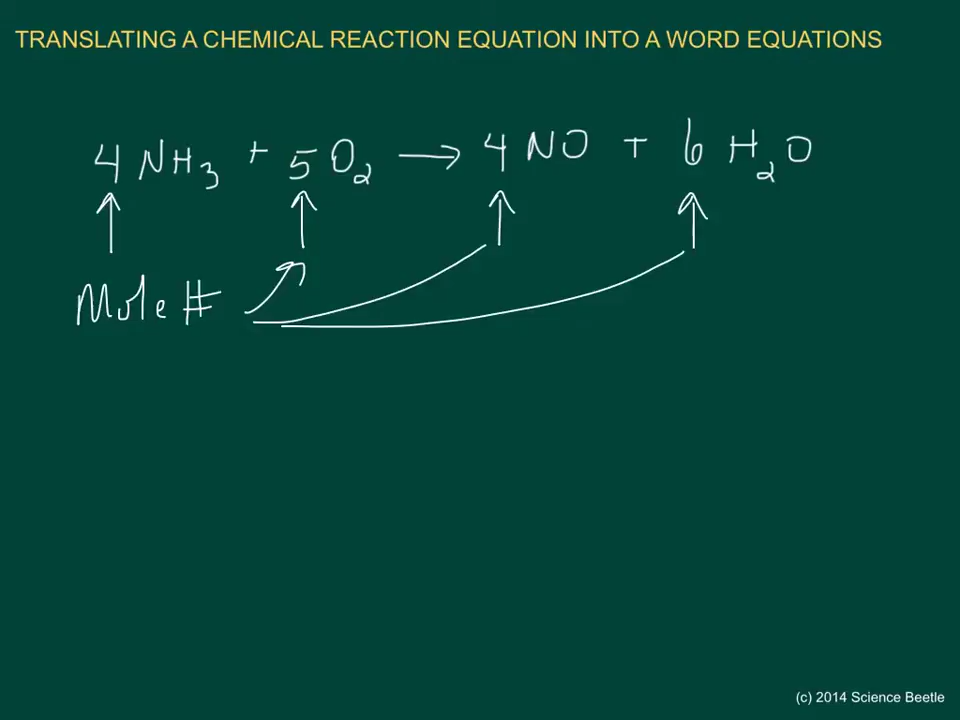 TRANSLATING A CHEMICAL REACTION EQUATION INTO A WORD EQUATIONS
4 NH₃ + 5 O₂ → 4 NO + 6 H₂O
Mole #
(c) 2014 Science Beetle